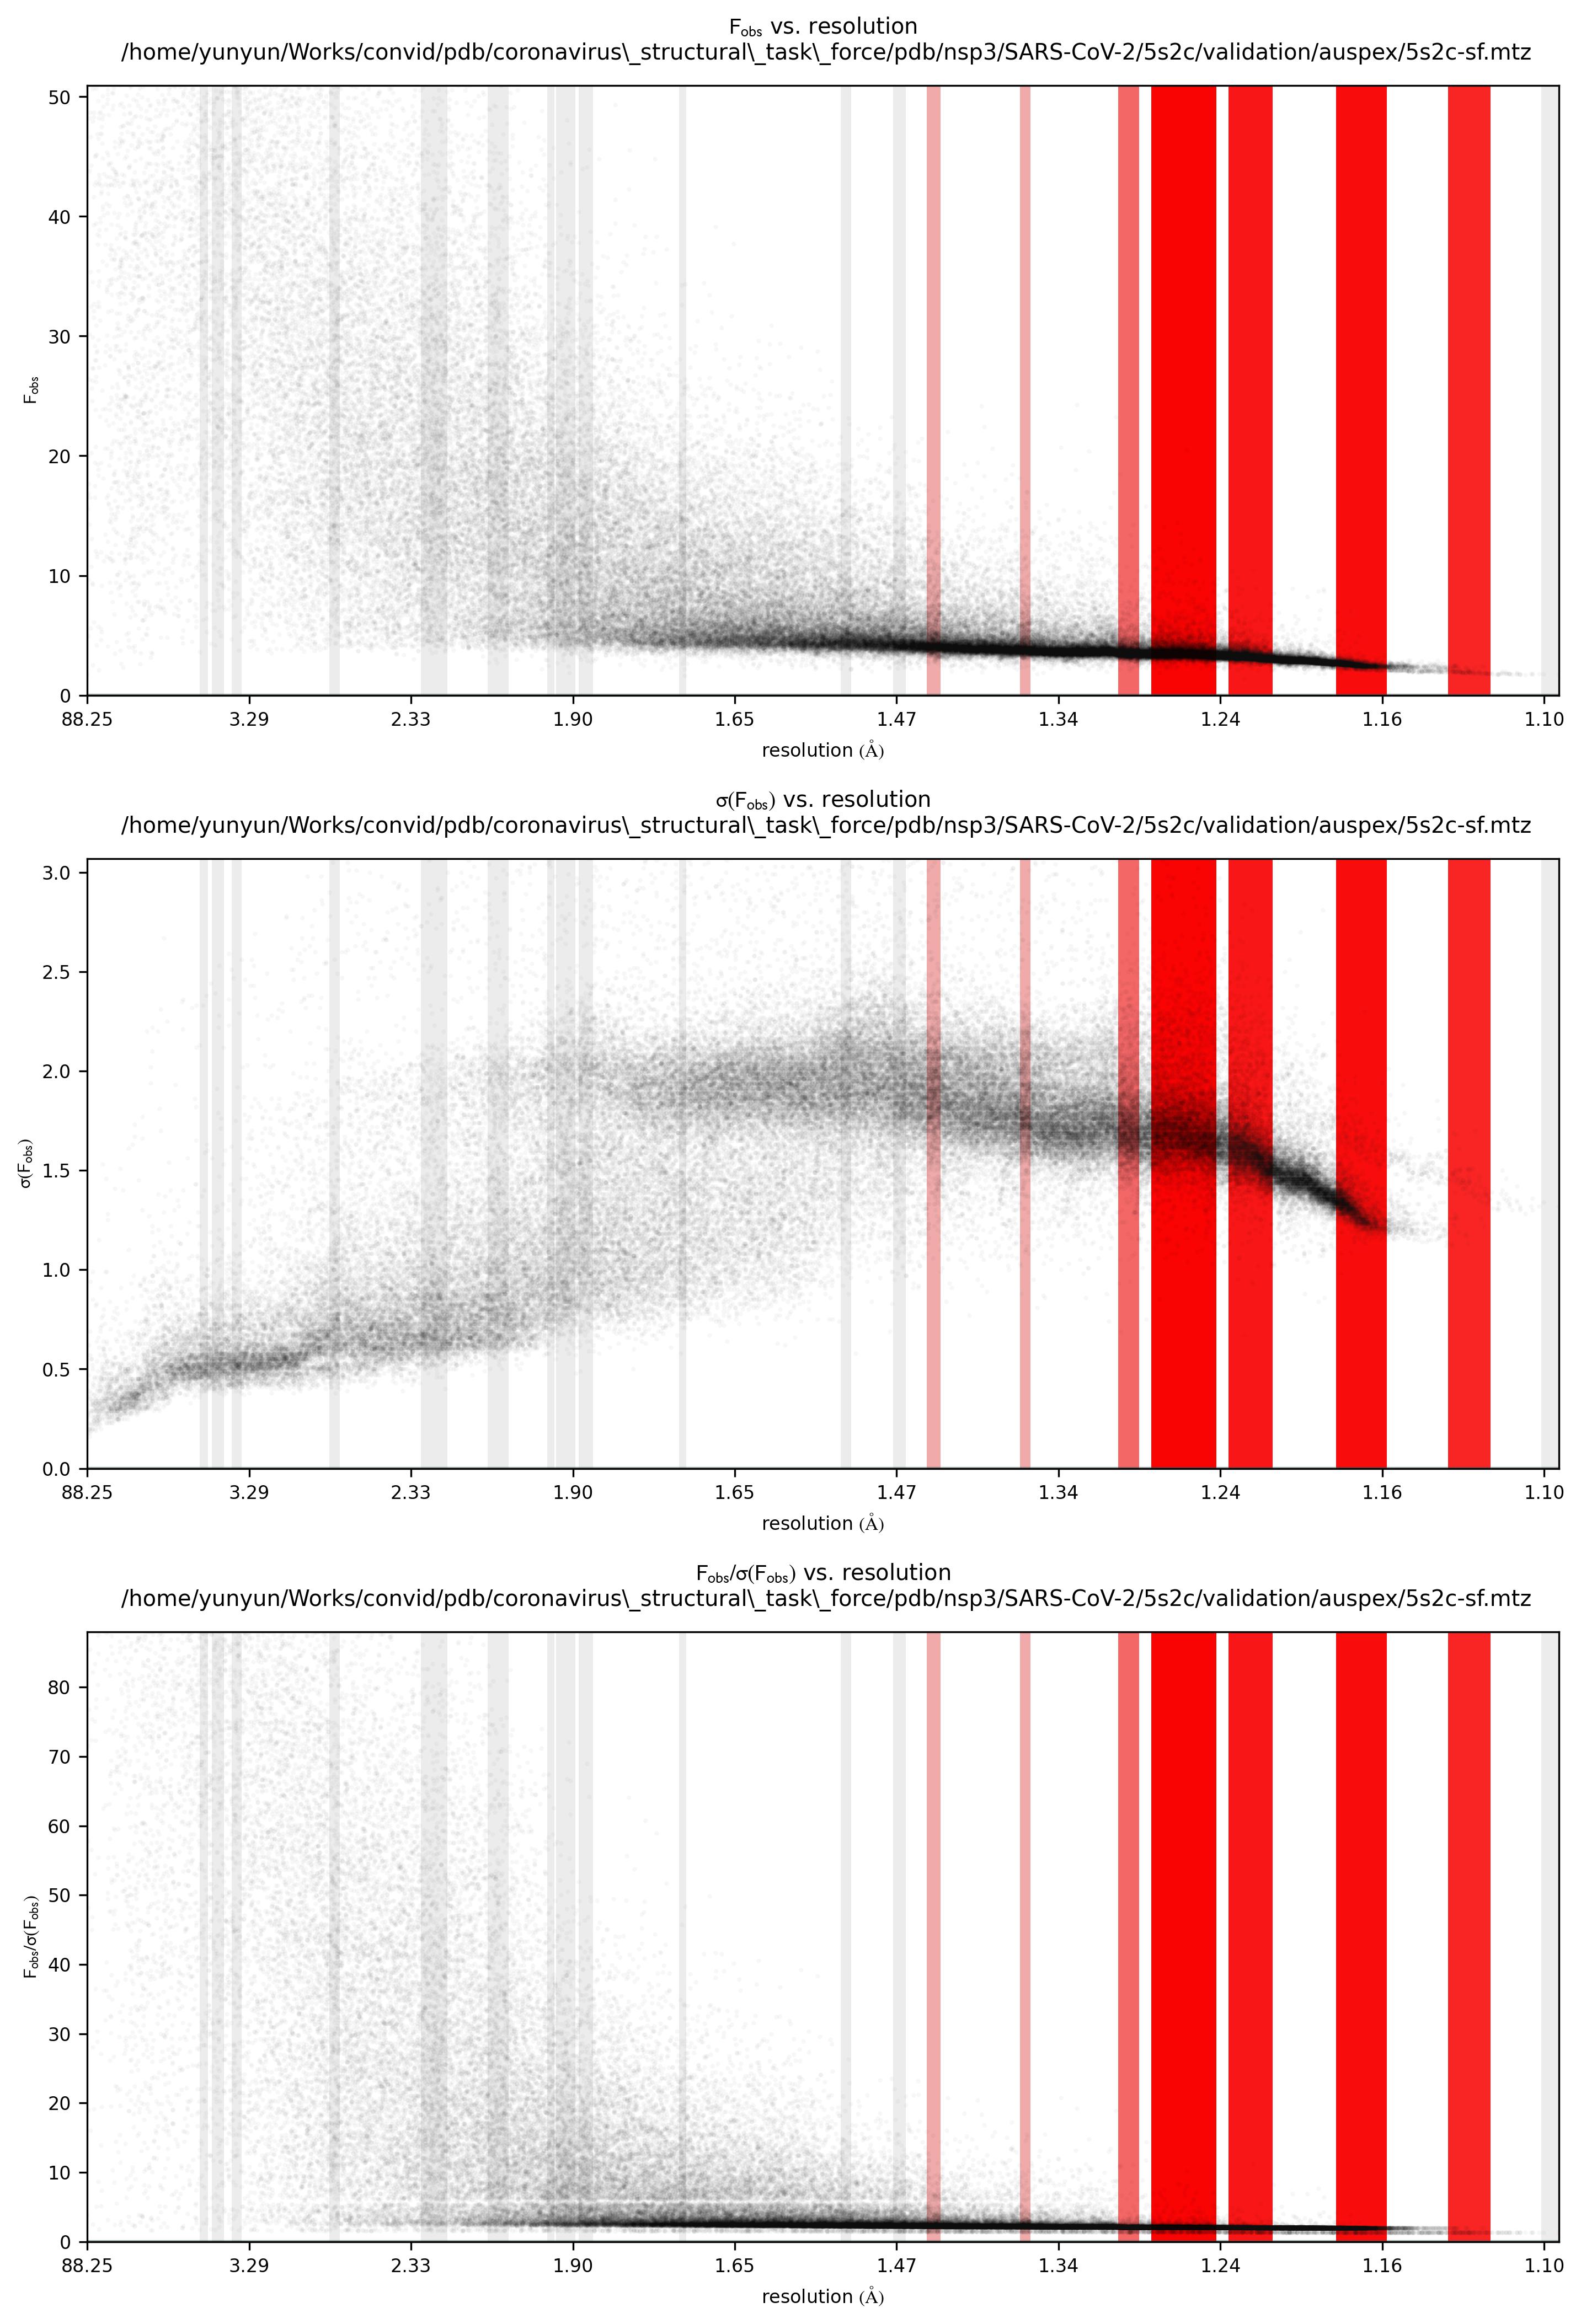 Fobs vs. resolution
/home/yunyun/Works/convid/pdb/coronavirus\_structural\_task\_force/pdb/nsp3/SARS-CoV-2/5s2c/validation/auspex/5s2c-sf.mtz
50
40
30
20
10
0
Fobs
88.25 3.29 2.33 1.90 1.65 1.47 1.34 1.24 1.16 1.10
resolution (Å)
σ(Fobs) vs. resolution
/home/yunyun/Works/convid/pdb/coronavirus\_structural\_task\_force/pdb/nsp3/SARS-CoV-2/5s2c/validation/auspex/5s2c-sf.mtz
3.0
2.5
2.0
1.5
1.0
0.5
0.0
σ(Fobs)
88.25 3.29 2.33 1.90 1.65 1.47 1.34 1.24 1.16 1.10
resolution (Å)
Fobs/σ(Fobs) vs. resolution
/home/yunyun/Works/convid/pdb/coronavirus\_structural\_task\_force/pdb/nsp3/SARS-CoV-2/5s2c/validation/auspex/5s2c-sf.mtz
80
70
60
50
40
30
20
10
0
Fobs/σ(Fobs)
88.25 3.29 2.33 1.90 1.65 1.47 1.34 1.24 1.16 1.10
resolution (Å)